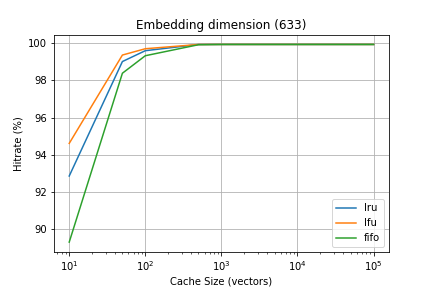 Embedding dimension (633)
Hitrate (%)
100
98
96
94
92
90
lru
lfu
fifo
10¹
10²
10³
10⁴
10⁵
Cache Size (vectors)